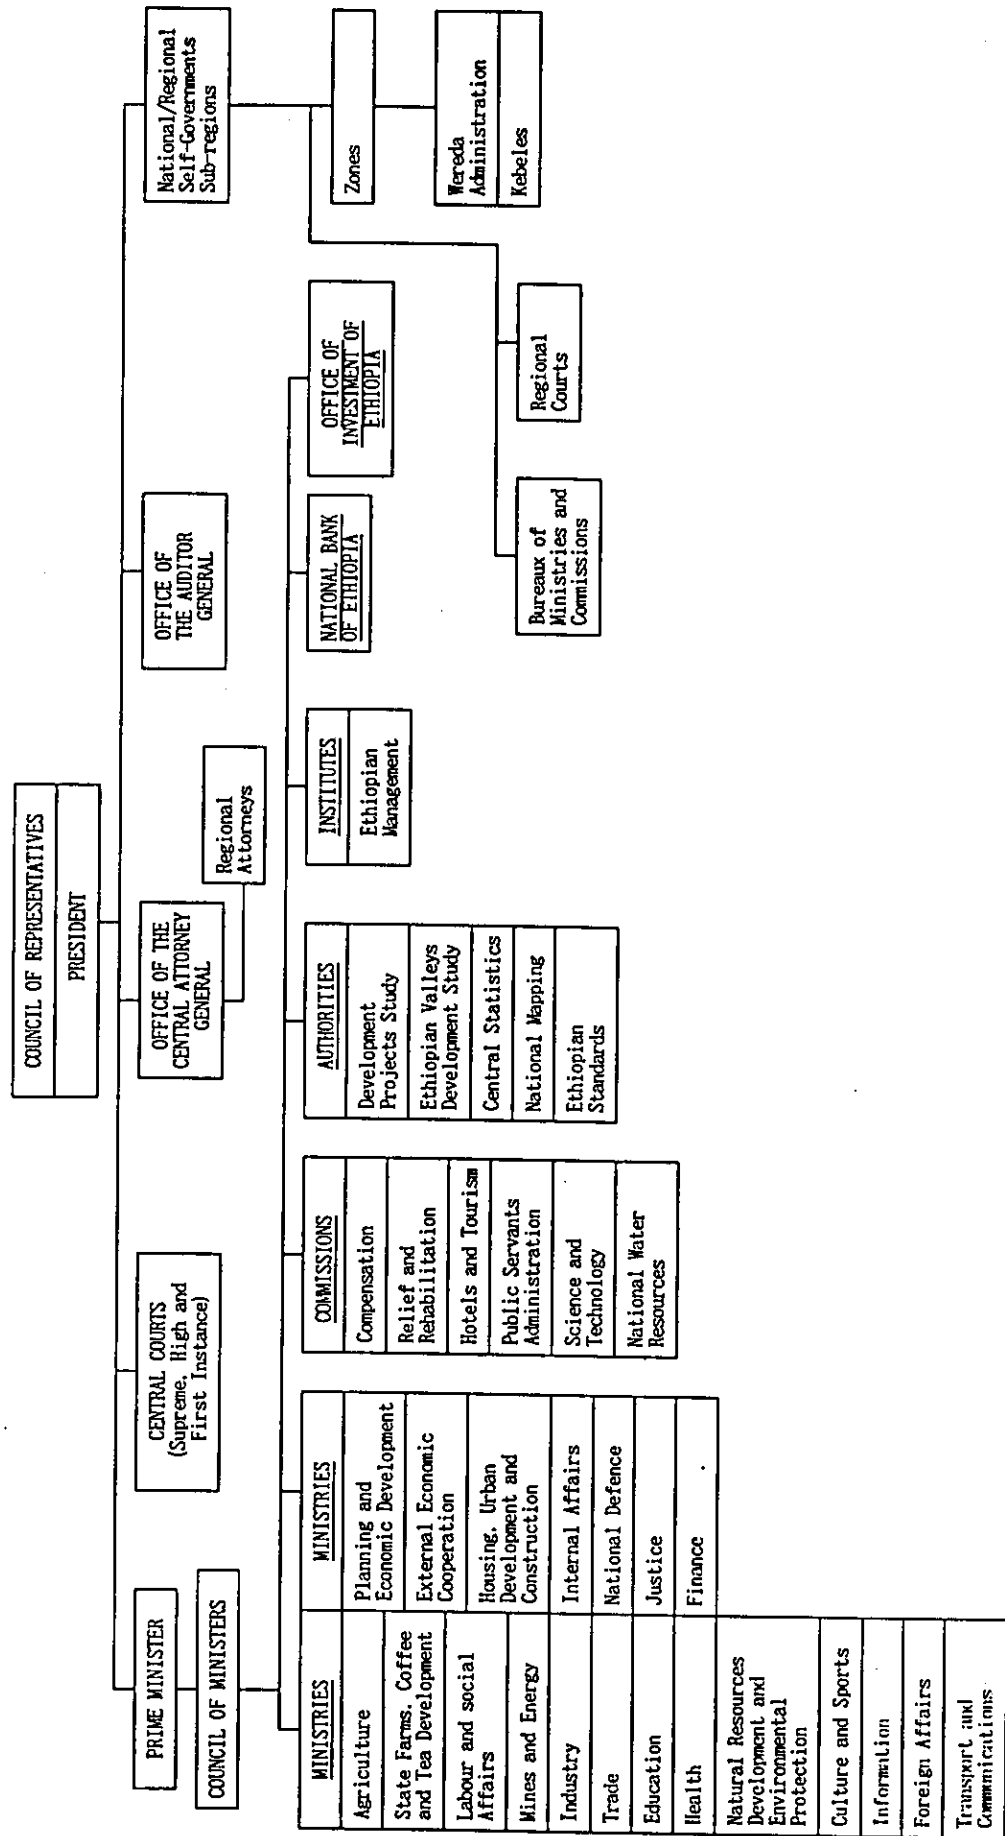 COUNCIL OF REPRESENTATIVES
PRESIDENT
PRIME MINISTER
COUNCIL OF MINISTERS
CENTRAL COURTS
(Supreme, High and
First Instance)
OFFICE OF THE
CENTRAL ATTORNEY
GENERAL
Regional
Attorneys
OFFICE OF
THE AUDITOR
GENERAL
National/Regional
Self-Governments
Sub-regions
MINISTRIES
Agriculture
State Farms, Coffee
and Tea Development
Labour and social
Affairs
Mines and Energy
Industry
Trade
Education
Health
Natural Resources
Development and
Environmental
Protection
Culture and Sports
Information
Foreign Affairs
Transport and
Communications
MINISTRIES
Planning and
Economic Development
External Economic
Cooperation
Housing, Urban
Development and
Construction
Internal Affairs
National Defence
Justice
Finance
COMMISSIONS
Compensation
Relief and
Rehabilitation
Hotels and Tourism
Public Servants
Administration
Science and
Technology
National Water
Resources
AUTHORITIES
Development
Projects Study
Ethiopian Valleys
Development Study
Central Statistics
National Mapping
Ethiopian
Standards
INSTITUTES
Ethiopian
Management
NATIONAL BANK
OF ETHIOPIA
OFFICE OF
INVESTMENT OF
ETHIOPIA
Zones
Wereda
Administration
Kebeles
Bureaux of
Ministries and
Commissions
Regional
Courts